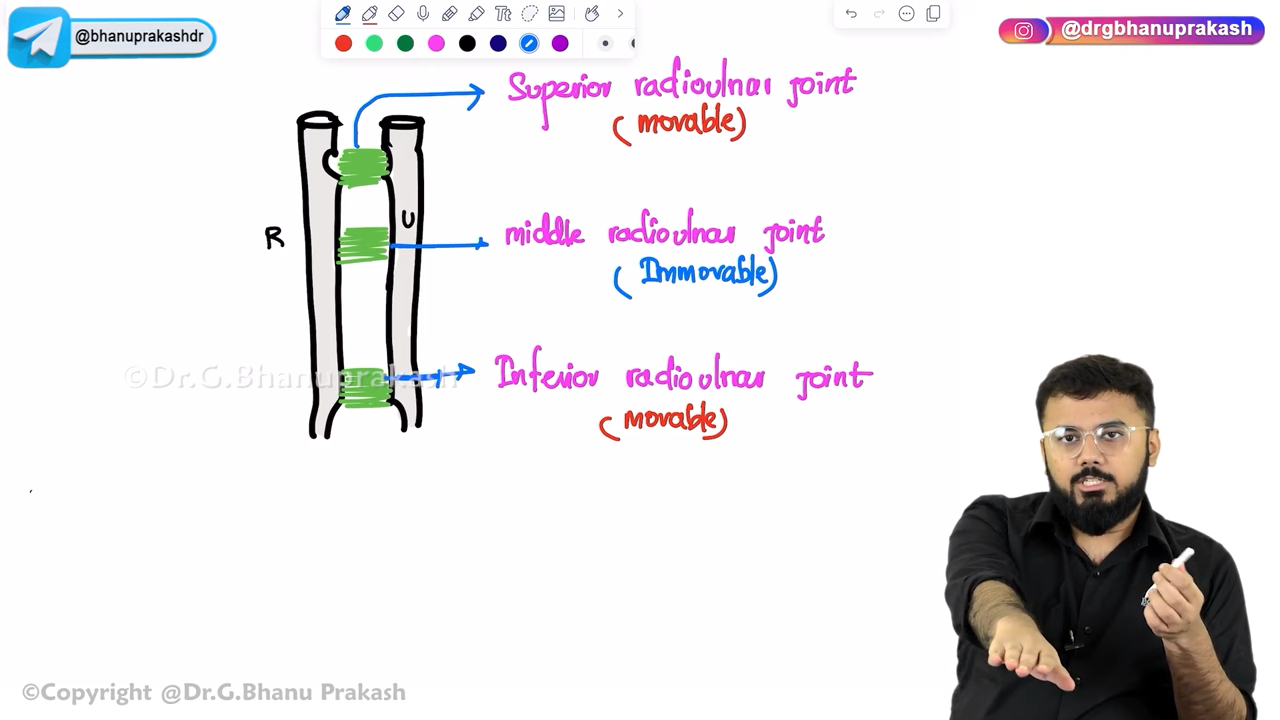 @bhanuprakashdr
@drgbhanuprakash
Tt
Superior radioulnar joint
(movable)
R
U
middle radioulnar joint
(Immovable)
©Dr.G.Bhanuprakash
Inferior radioulnar joint
(movable)
©Copyright @Dr.G.Bhanu Prakash